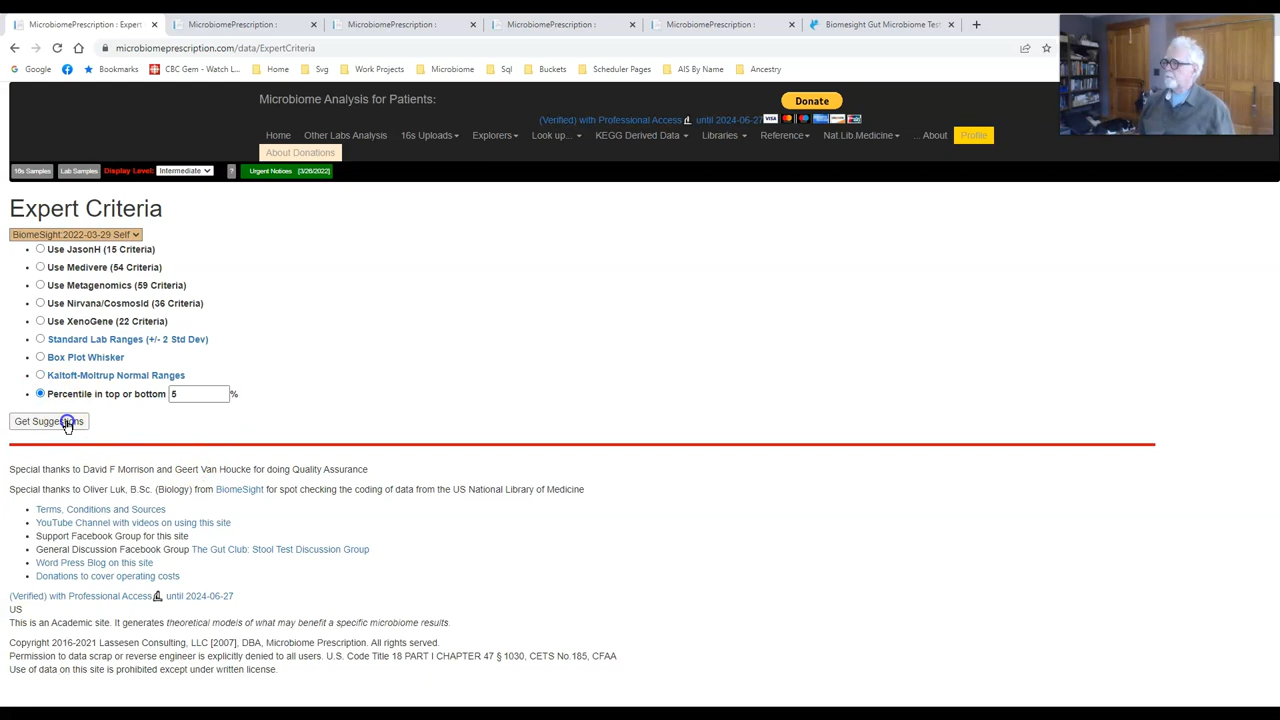 MicrobiomePrescription : Expert
MicrobiomePrescription :
MicrobiomePrescription :
MicrobiomePrescription :
MicrobiomePrescription :
Biomesight Gut Microbiome Test
microbiomeprescription.com/data/ExpertCriteria
Google Bookmarks CBC Gem - Watch L... Home Svg Work Projects Microbiome Sql Buckets Scheduler Pages AIS By Name Ancestry
Microbiome Analysis for Patients:
Donate
(Verified) with Professional Access until 2024-06-27
Home Other Labs Analysis 16s Uploads Explorers Look up... KEGG Derived Data Libraries Reference Nat.Lib.Medicine ... About Profile
About Donations
16s Samples Lab Samples Display Level: Intermediate ? Urgent Notices [3/26/2022]
Expert Criteria
BiomeSight:2022-03-29 Self
Use JasonH (15 Criteria)
Use Medivere (54 Criteria)
Use Metagenomics (59 Criteria)
Use Nirvana/CosmosId (36 Criteria)
Use XenoGene (22 Criteria)
Standard Lab Ranges (+/- 2 Std Dev)
Box Plot Whisker
Kaltoft-Moltrup Normal Ranges
Percentile in top or bottom 5 %
Get Suggestions
Special thanks to David F Morrison and Geert Van Houcke for doing Quality Assurance
Special thanks to Oliver Luk, B.Sc. (Biology) from BiomeSight for spot checking the coding of data from the US National Library of Medicine
Terms, Conditions and Sources
YouTube Channel with videos on using this site
Support Facebook Group for this site
General Discussion Facebook Group The Gut Club: Stool Test Discussion Group
Word Press Blog on this site
Donations to cover operating costs
(Verified) with Professional Access until 2024-06-27
US
This is an Academic site. It generates theoretical models of what may benefit a specific microbiome results.
Copyright 2016-2021 Lassesen Consulting, LLC [2007], DBA, Microbiome Prescription. All rights served.
Permission to data scrap or reverse engineer is explicitly denied to all users. U.S. Code Title 18 PART I CHAPTER 47 § 1030, CETS No.185, CFAA
Use of data on this site is prohibited except under written license.